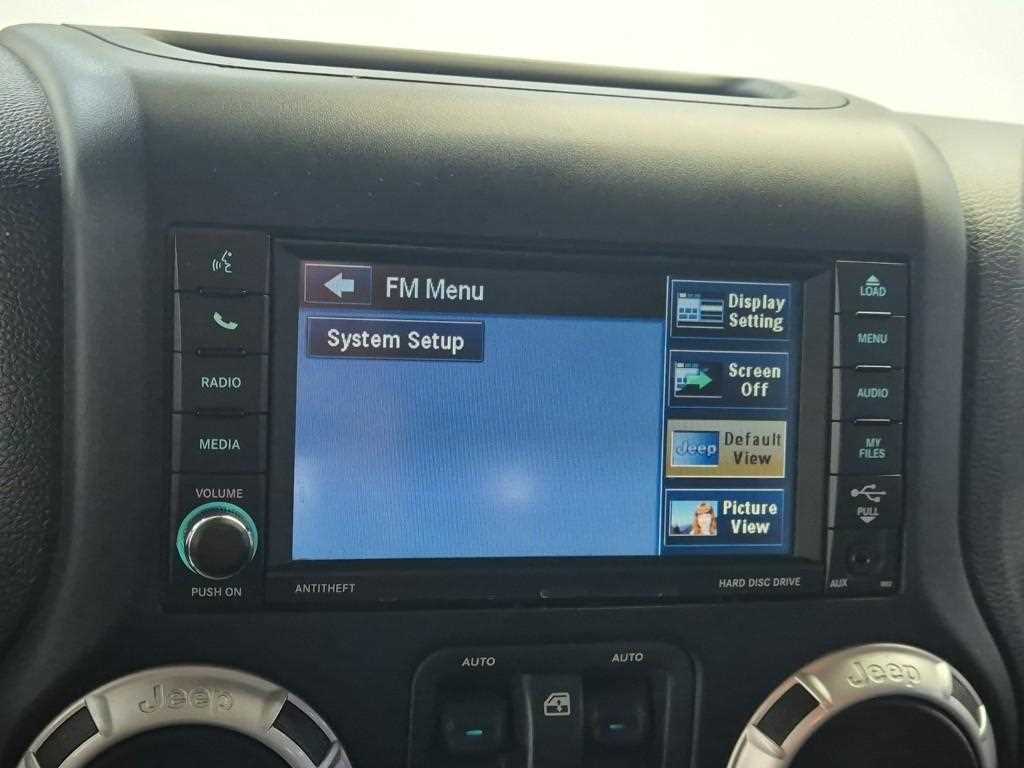 FM Menu
System Setup
Display
Setting
Screen
Off
Jeep
Default
View
Picture
View
RADIO
MEDIA
VOLUME
PUSH ON
ANTITHEFT
HARD DISC DRIVE
LOAD
MENU
AUDIO
MY
FILES
PULL
AUX
AUTO
AUTO
Jeep
Jeep